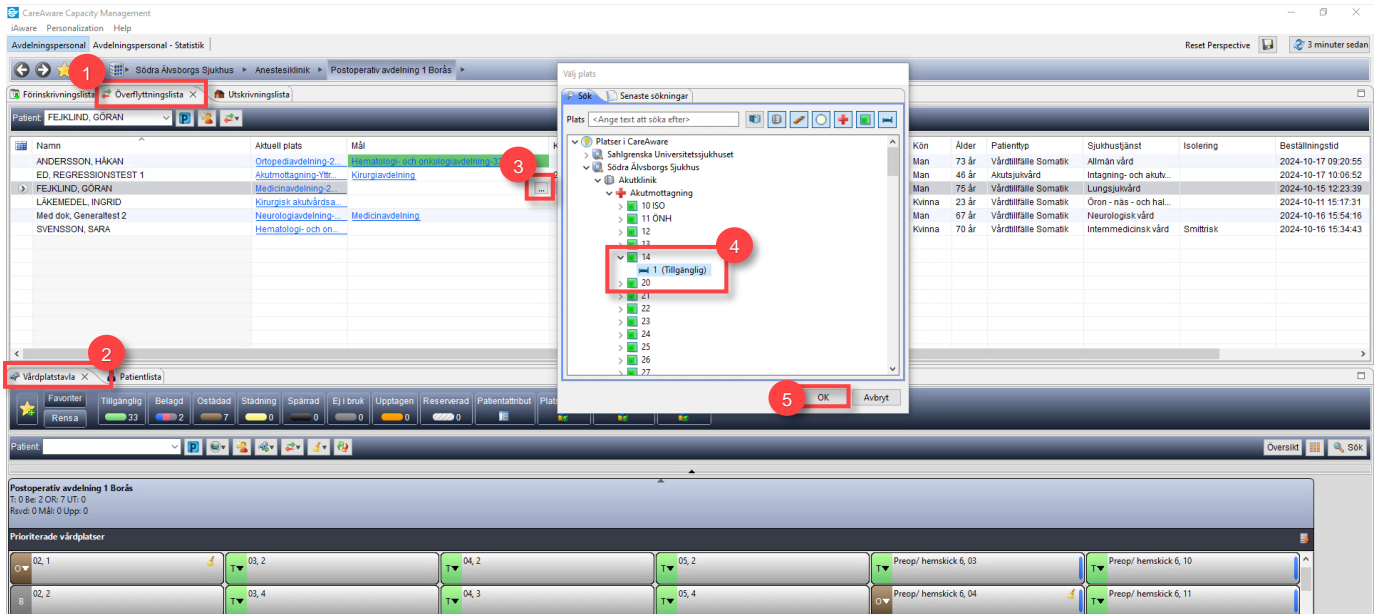 CareAware Capacity Management
iAware Personalization Help
Avdelningspersonal Avdelningspersonal - Statistik Reset Perspective 3 minuter sedan
1 Södra Älvsborgs Sjukhus Anestesiklinik Postoperativ avdelning 1 Borås
Förinskrivningslista Överflyttningslista Utskrivningslista
Patient: FEJKLIND, GÖRAN
Namn Aktuell plats Mål Kön Ålder Patienttyp Sjukhustjänst Isolering Beställningstid
ANDERSSON, HÅKAN Ortopediavdelning-2... Hematologi- och onkologiavdelning-3 Man 73 år Vårdtillfälle Somatik Allmän vård 2024-10-17 09:20:55
ED, REGRESSIONSTEST 1 Akutmottagning-Yttr... Kirurgiavdelning Man 46 år Akutsjukvård Intagning- och akutv... 2024-10-17 10:06:52
FEJKLIND, GÖRAN Medicinavdelning-2... ... Man 75 år Vårdtillfälle Somatik Lungsjukvård 2024-10-15 12:23:39
LÄKEMEDEL, INGRID Kirurgisk akutvårdsa... Kvinna 23 år Vårdtillfälle Somatik Öron - näs - och hal... 2024-10-11 15:17:31
Med dok, Generaltest 2 Neurologiavdelning-... Medicinavdelning Man 67 år Vårdtillfälle Somatik Neurologisk vård 2024-10-16 15:54:16
SVENSSON, SARA Hematologi- och on... Kvinna 70 år Vårdtillfälle Somatik Internmedicinsk vård Smittrisk 2024-10-16 15:34:43
3
Välj plats
Sök Senaste sökningar
Plats <Ange text att söka efter>
Platser i CareAware
Sahlgrenska Universitetssjukhuset
Södra Älvsborgs Sjukhus
Akutklinik
Akutmottagning
10 ISO
11 ÖNH
12
13
4
14
1 (Tillgänglig)
20
21
22
23
24
25
26
27
5 OK Avbryt
2
Vårdplatstavla Patientlista
Favoriter Tillgänglig Belagd Ostädad Städning Spärrad Ej i bruk Upptagen Reserverad Patientattribut
Rensa 33 2 7 0 0 0 0 0
Patient: Översikt Sök
Postoperativ avdelning 1 Borås
T: 0 Be: 2 OR: 7 UT: 0
Rsvd: 0 Mål: 0 Upp: 0
Prioriterade vårdplatser
O 02, 1 T 03, 2 T 04, 2 T 05, 2 T Preop/ hemskick 6, 03 T Preop/ hemskick 6, 10
B 02, 2 T 03, 4 T 04, 3 T 05, 4 O Preop/ hemskick 6, 04 T Preop/ hemskick 6, 11